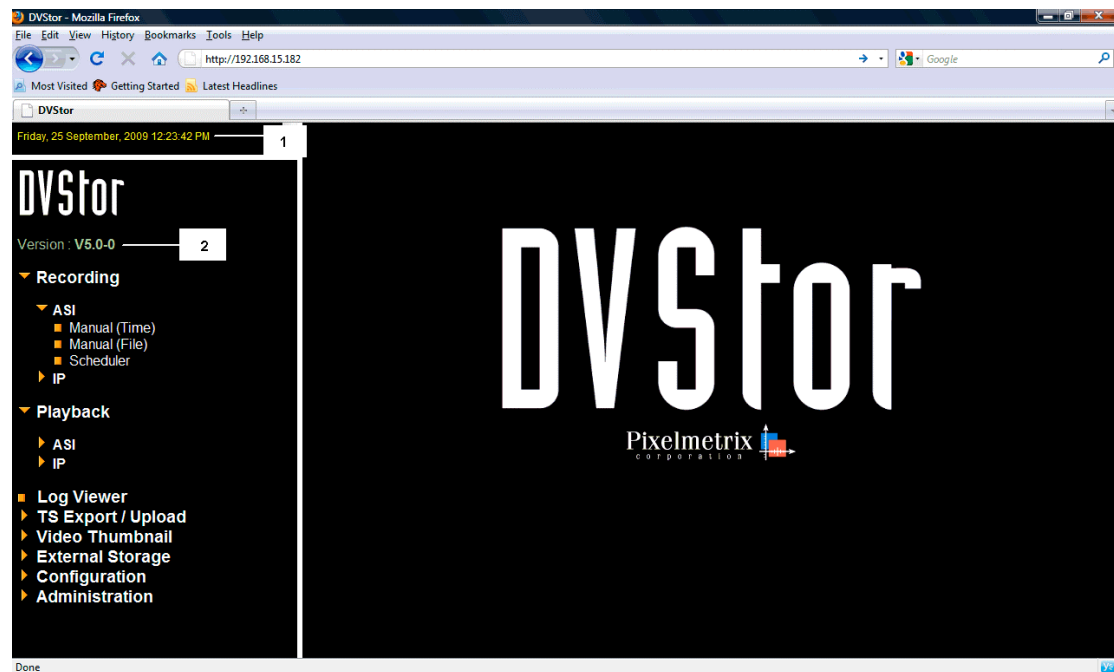 DVStor - Mozilla Firefox
File Edit View History Bookmarks Tools Help
http://192.168.15.182
Google
Most Visited Getting Started Latest Headlines
DVStor
Friday, 25 September, 2009 12:23:42 PM
1
DVStor
Version : V5.0-0
2
Recording
ASI
Manual (Time)
Manual (File)
Scheduler
IP
Playback
ASI
IP
Log Viewer
TS Export / Upload
Video Thumbnail
External Storage
Configuration
Administration
DVStor
Pixelmetrix
corporation
Done